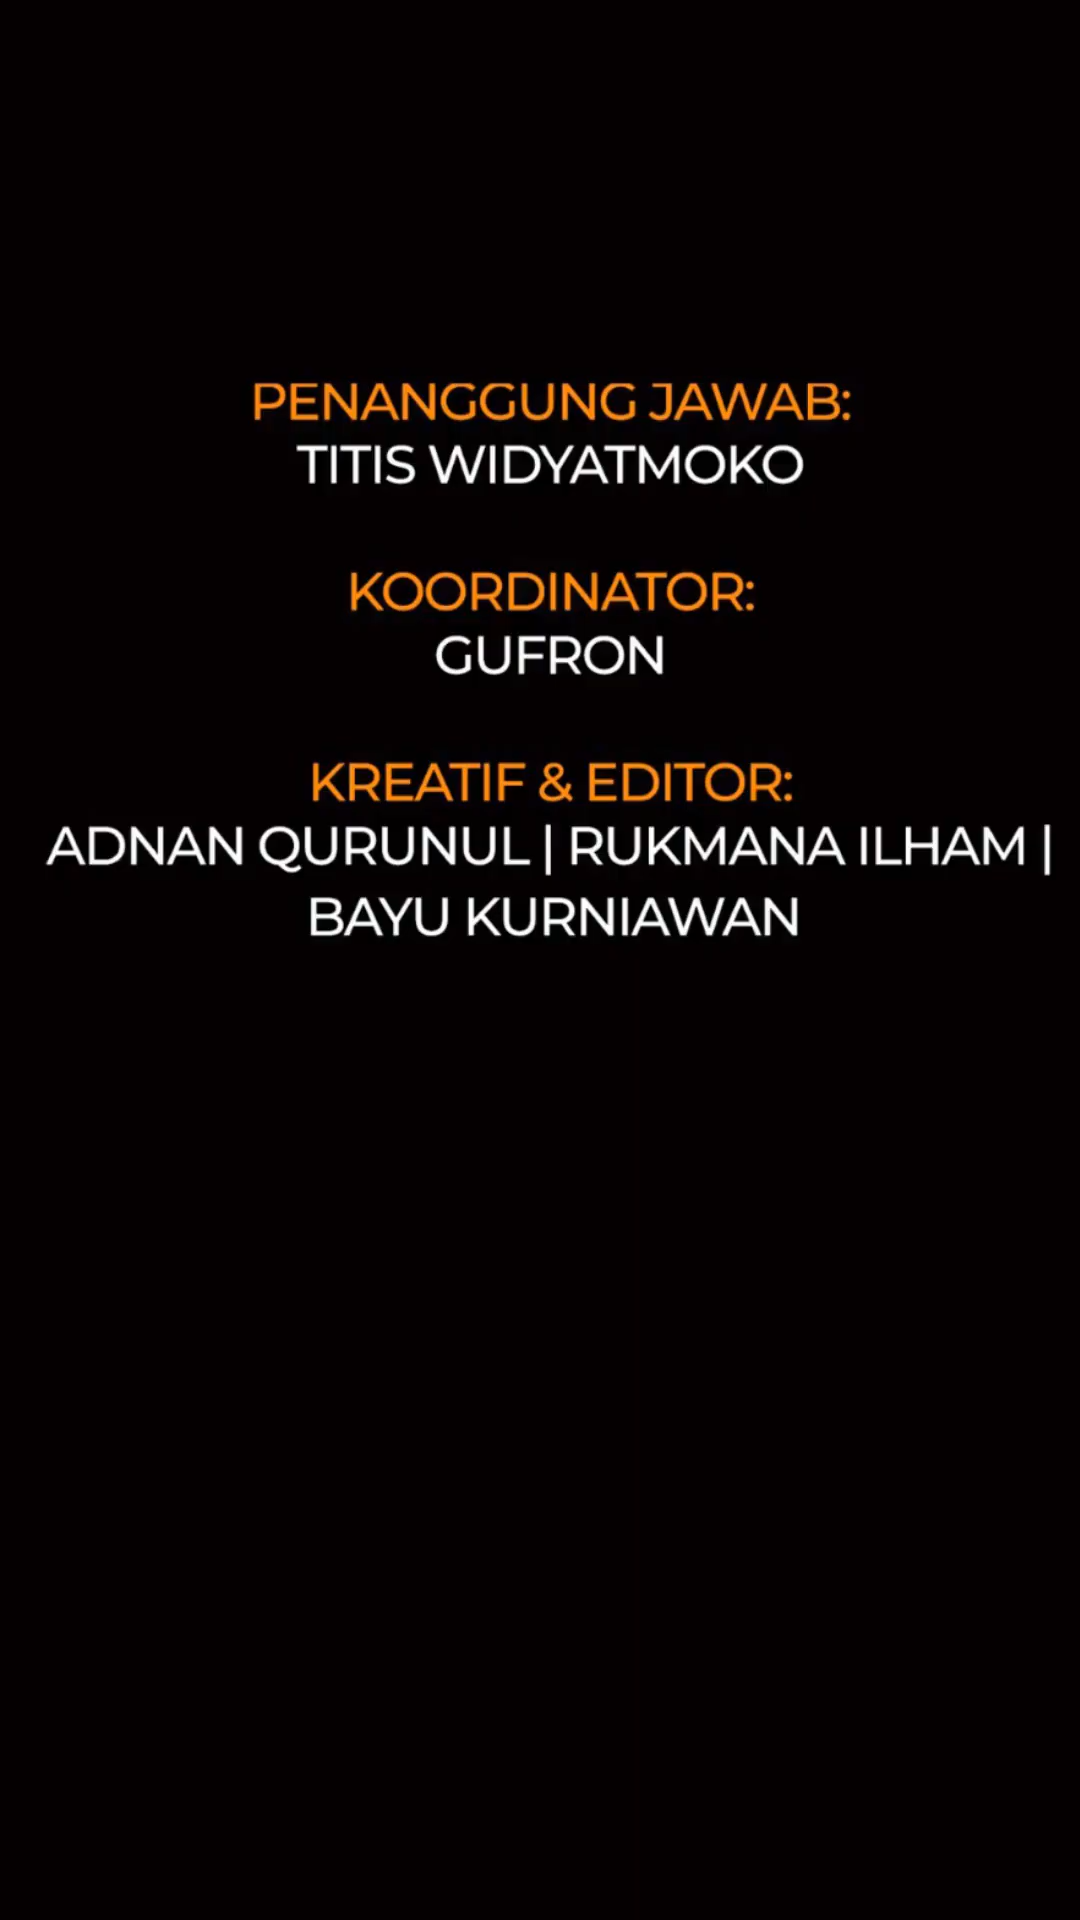 PENANGGUNG JAWAB:
TITIS WIDYATMOKO
KOORDINATOR:
GUFRON
KREATIF & EDITOR:
ADNAN QURUNUL | RUKMANA ILHAM |
BAYU KURNIAWAN